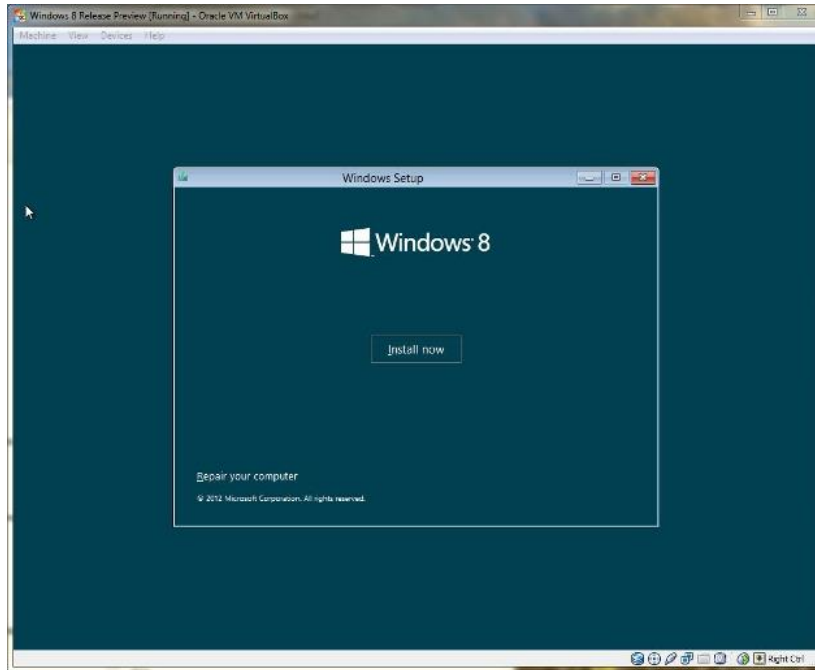 Windows 8 Release Preview [Running] - Oracle VM VirtualBox
Machine View Devices Help
Windows Setup
Windows 8
Install now
Repair your computer
© 2012 Microsoft Corporation. All rights reserved.
Right Ctrl